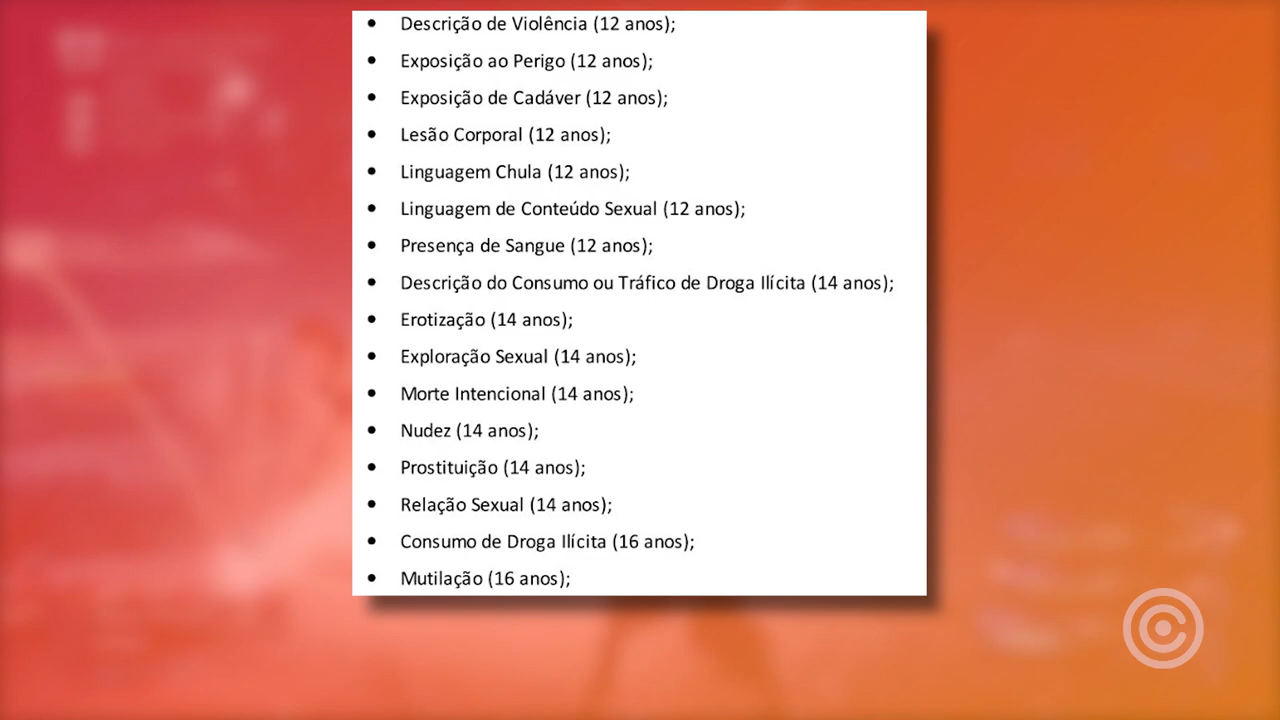 • Descrição de Violência (12 anos);
• Exposição ao Perigo (12 anos);
• Exposição de Cadáver (12 anos);
• Lesão Corporal (12 anos);
• Linguagem Chula (12 anos);
• Linguagem de Conteúdo Sexual (12 anos);
• Presença de Sangue (12 anos);
• Descrição do Consumo ou Tráfico de Droga Ilícita (14 anos);
• Erotização (14 anos);
• Exploração Sexual (14 anos);
• Morte Intencional (14 anos);
• Nudez (14 anos);
• Prostituição (14 anos);
• Relação Sexual (14 anos);
• Consumo de Droga Ilícita (16 anos);
• Mutilação (16 anos);